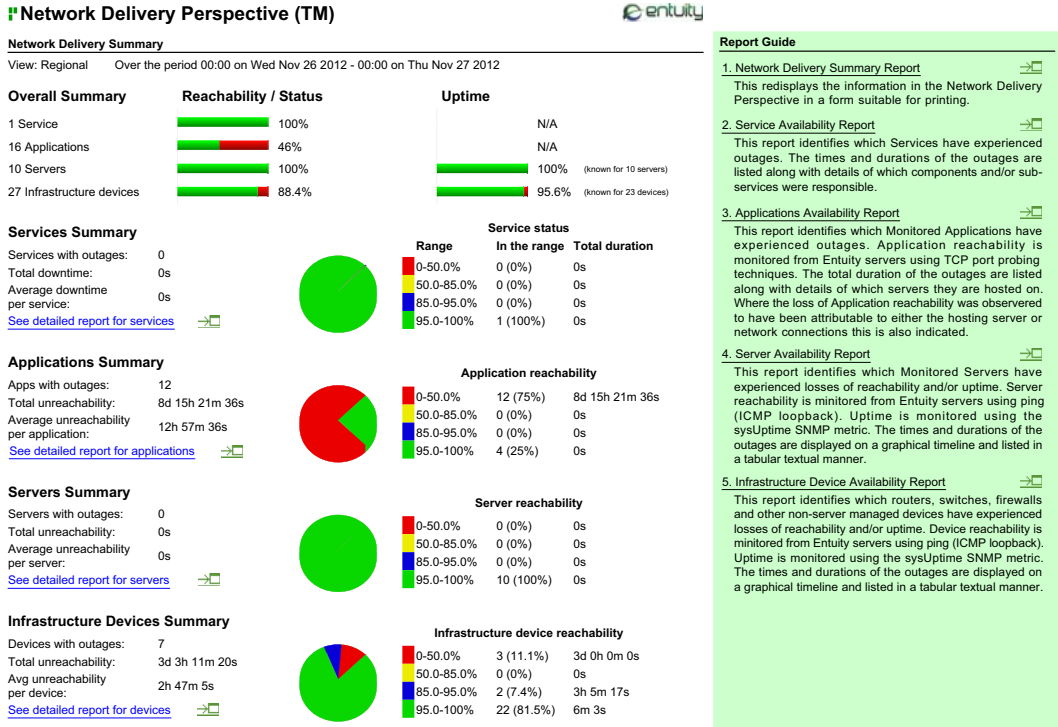 Network Delivery Perspective (TM)
entuity
Network Delivery Summary
View: Regional Over the period 00:00 on Wed Nov 26 2012 - 00:00 on Thu Nov 27 2012
Overall Summary Reachability / Status Uptime
1 Service 100% N/A
16 Applications 46% N/A
10 Servers 100% 100% (known for 10 servers)
27 Infrastructure devices 88.4% 95.6% (known for 23 devices)
Services Summary
Services with outages: 0
Total downtime: 0s
Average downtime
per service: 0s
See detailed report for services
Service status
Range In the range Total duration
0-50.0% 0 (0%) 0s
50.0-85.0% 0 (0%) 0s
85.0-95.0% 0 (0%) 0s
95.0-100% 1 (100%) 0s
Applications Summary
Apps with outages: 12
Total unreachability: 8d 15h 21m 36s
Average unreachability
per application: 12h 57m 36s
See detailed report for applications
Application reachability
0-50.0% 12 (75%) 8d 15h 21m 36s
50.0-85.0% 0 (0%) 0s
85.0-95.0% 0 (0%) 0s
95.0-100% 4 (25%) 0s
Servers Summary
Servers with outages: 0
Total unreachability: 0s
Average unreachability
per server: 0s
See detailed report for servers
Server reachability
0-50.0% 0 (0%) 0s
50.0-85.0% 0 (0%) 0s
85.0-95.0% 0 (0%) 0s
95.0-100% 10 (100%) 0s
Infrastructure Devices Summary
Devices with outages: 7
Total unreachability: 3d 3h 11m 20s
Avg unreachability
per device: 2h 47m 5s
See detailed report for devices
Infrastructure device reachability
0-50.0% 3 (11.1%) 3d 0h 0m 0s
50.0-85.0% 0 (0%) 0s
85.0-95.0% 2 (7.4%) 3h 5m 17s
95.0-100% 22 (81.5%) 6m 3s
Report Guide
1. Network Delivery Summary Report
This redisplays the information in the Network Delivery
Perspective in a form suitable for printing.
2. Service Availability Report
This report identifies which Services have experienced
outages. The times and durations of the outages are
listed along with details of which components and/or sub-
services were responsible.
3. Applications Availability Report
This report identifies which Monitored Applications have
experienced outages. Application reachability is
monitored from Entuity servers using TCP port probing
techniques. The total duration of the outages are listed
along with details of which servers they are hosted on.
Where the loss of Application reachability was observered
to have been attributable to either the hosting server or
network connections this is also indicated.
4. Server Availability Report
This report identifies which Monitored Servers have
experienced losses of reachability and/or uptime. Server
reachability is minitored from Entuity servers using ping
(ICMP loopback). Uptime is monitored using the
sysUptime SNMP metric. The times and durations of the
outages are displayed on a graphical timeline and listed in
a tabular textual manner.
5. Infrastructure Device Availability Report
This report identifies which routers, switches, firewalls
and other non-server managed devices have experienced
losses of reachability and/or uptime. Device reachability is
minitored from Entuity servers using ping (ICMP loopback).
Uptime is monitored using the sysUptime SNMP metric.
The times and durations of the outages are displayed on
a graphical timeline and listed in a tabular textual manner.